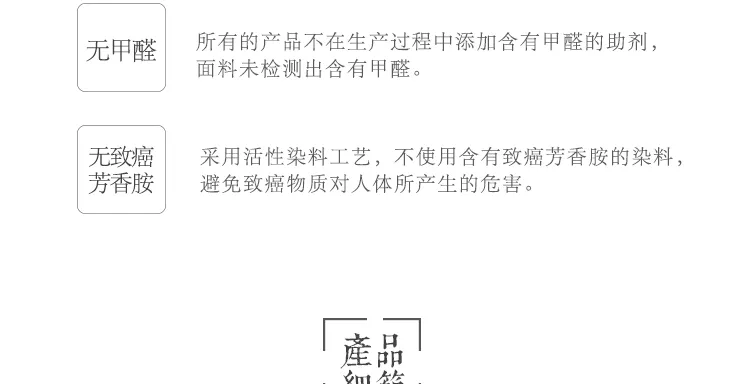 无甲醛
所有的产品不在生产过程中添加含有甲醛的助剂，
面料未检测出含有甲醛。
无致癌
芳香胺
采用活性染料工艺，不使用含有致癌芳香胺的染料，
避免致癌物质对人体所产生的危害。
產品